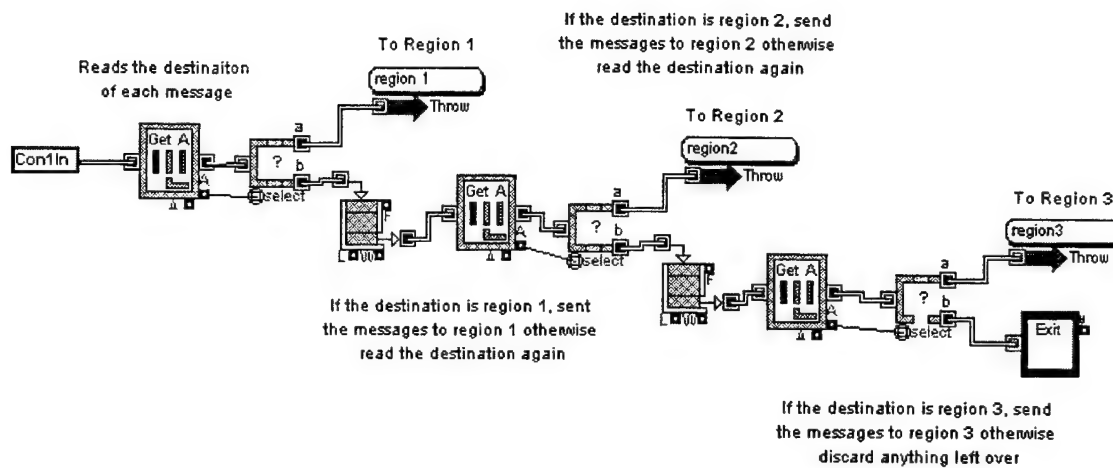 If the destination is region 2, send
the messages to region 2 otherwise
read the destination again
To Region 1
Reads the destinaiton
of each message
region 1
Throw
To Region 2
Con1In
Get A
?
a
b
A
select
region2
Throw
Get A
?
a
b
A
select
F
L W
To Region 3
region3
Throw
If the destination is region 1, sent
the messages to region 1 otherwise
read the destination again
Get A
?
a
b
A
select
F
L W
Exit
#
If the destination is region 3, send
the messages to region 3 otherwise
discard anything left over